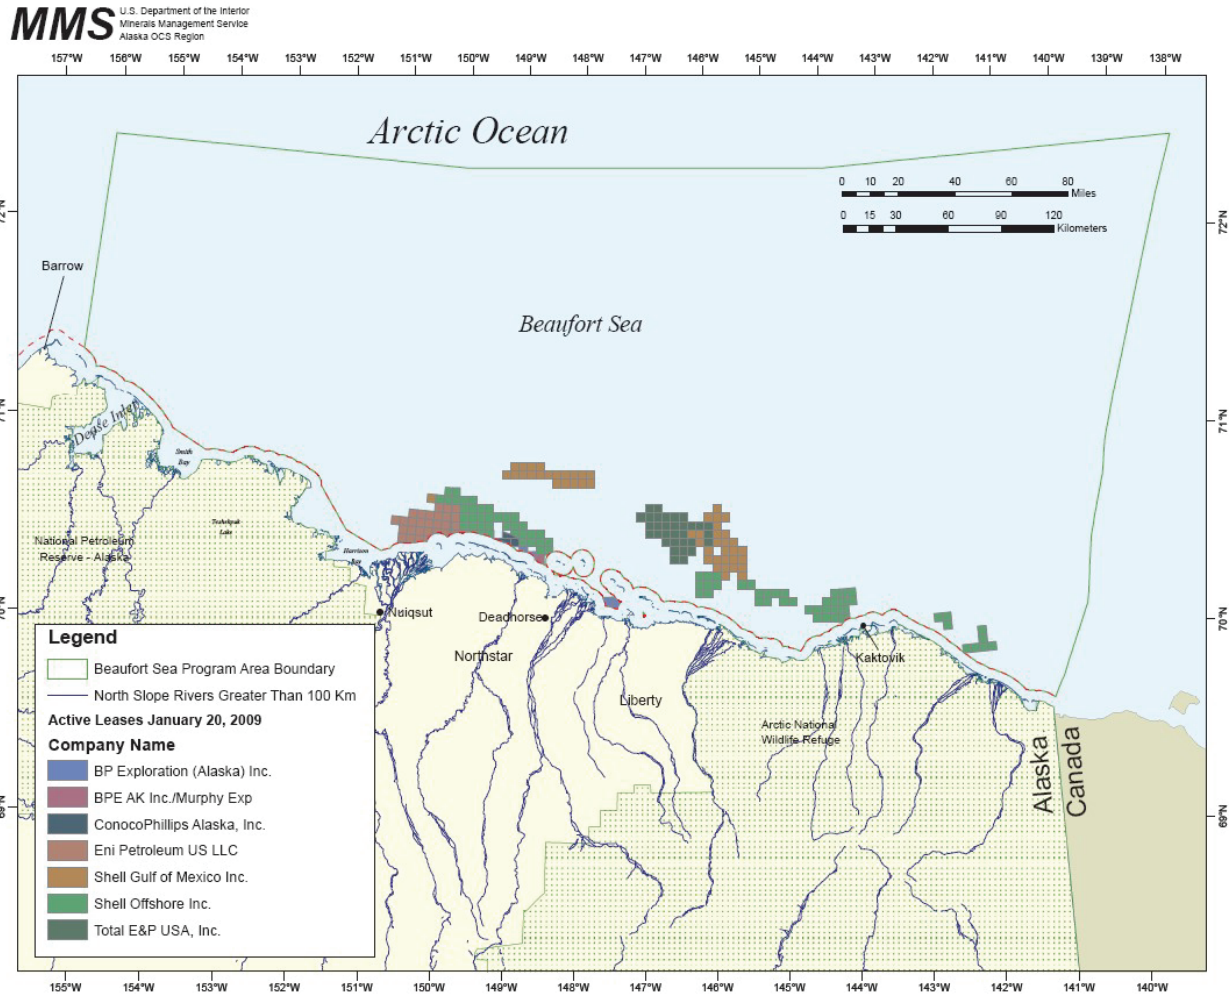 MMS
U.S. Department of the Interior
Minerals Management Service
Alaska OCS Region
157°W 156°W 155°W 154°W 153°W 152°W 151°W 150°W 149°W 148°W 147°W 146°W 145°W 144°W 143°W 142°W 141°W 140°W 139°W 138°W
Arctic Ocean
0 10 20 40 60 80
Miles
0 15 30 60 90 120
Kilometers
72°N
72°N
Barrow
Beaufort Sea
71°N
71°N
Dease Inlet
Smith
Bay
Teshekpuk
Lake
National Petroleum
Reserve - Alaska
Harrison
Bay
70°N
70°N
Nuiqsut
Deadhorse
Northstar
Kaktovik
Liberty
Arctic National
Wildlife Refuge
Alaska
Canada
69°N
69°N
Legend
Beaufort Sea Program Area Boundary
North Slope Rivers Greater Than 100 Km
Active Leases January 20, 2009
Company Name
BP Exploration (Alaska) Inc.
BPE AK Inc./Murphy Exp
ConocoPhillips Alaska, Inc.
Eni Petroleum US LLC
Shell Gulf of Mexico Inc.
Shell Offshore Inc.
Total E&P USA, Inc.
155°W 154°W 153°W 152°W 151°W 150°W 149°W 148°W 147°W 146°W 145°W 144°W 143°W 142°W 141°W 140°W